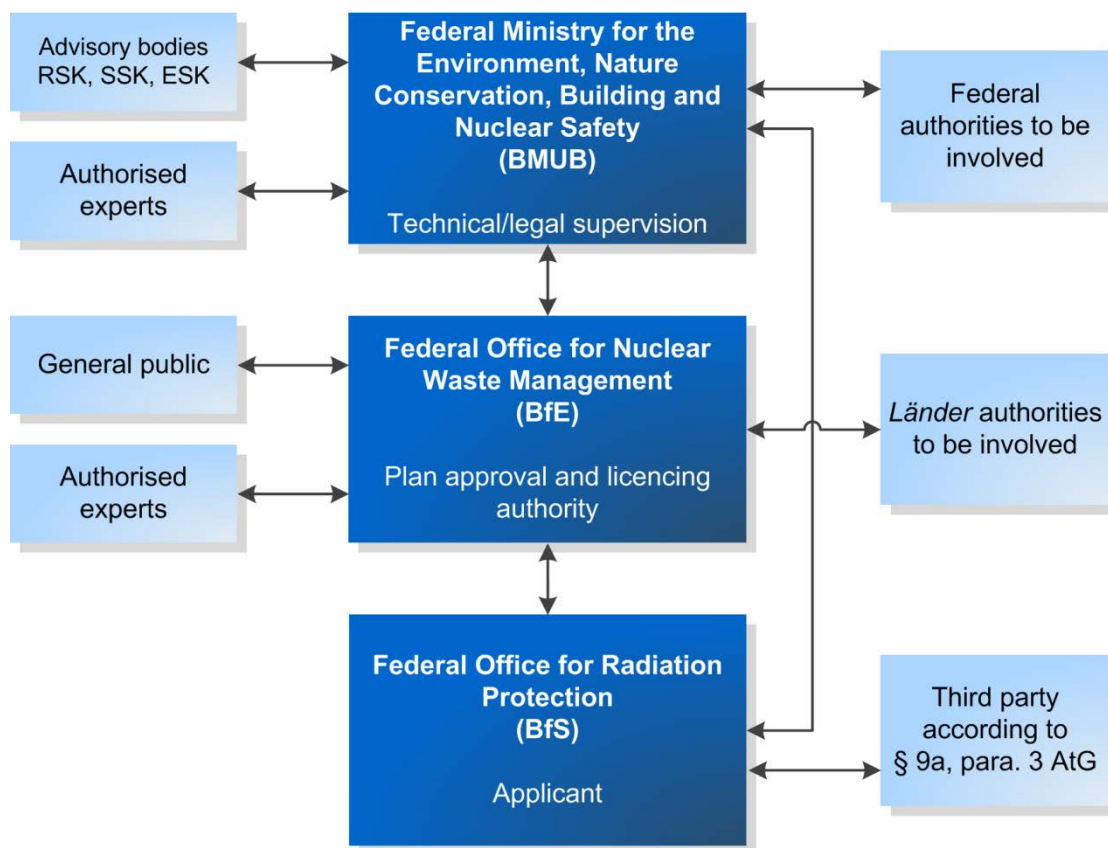 Advisory bodies
RSK, SSK, ESK
Authorised
experts
Federal Ministry for the
Environment, Nature
Conservation, Building and
Nuclear Safety
(BMUB)
Technical/legal supervision
Federal
authorities to be
involved
General public
Authorised
experts
Federal Office for Nuclear
Waste Management
(BfE)
Plan approval and licencing
authority
Länder authorities
to be involved
Federal Office for Radiation
Protection
(BfS)
Applicant
Third party
according to
§ 9a, para. 3 AtG